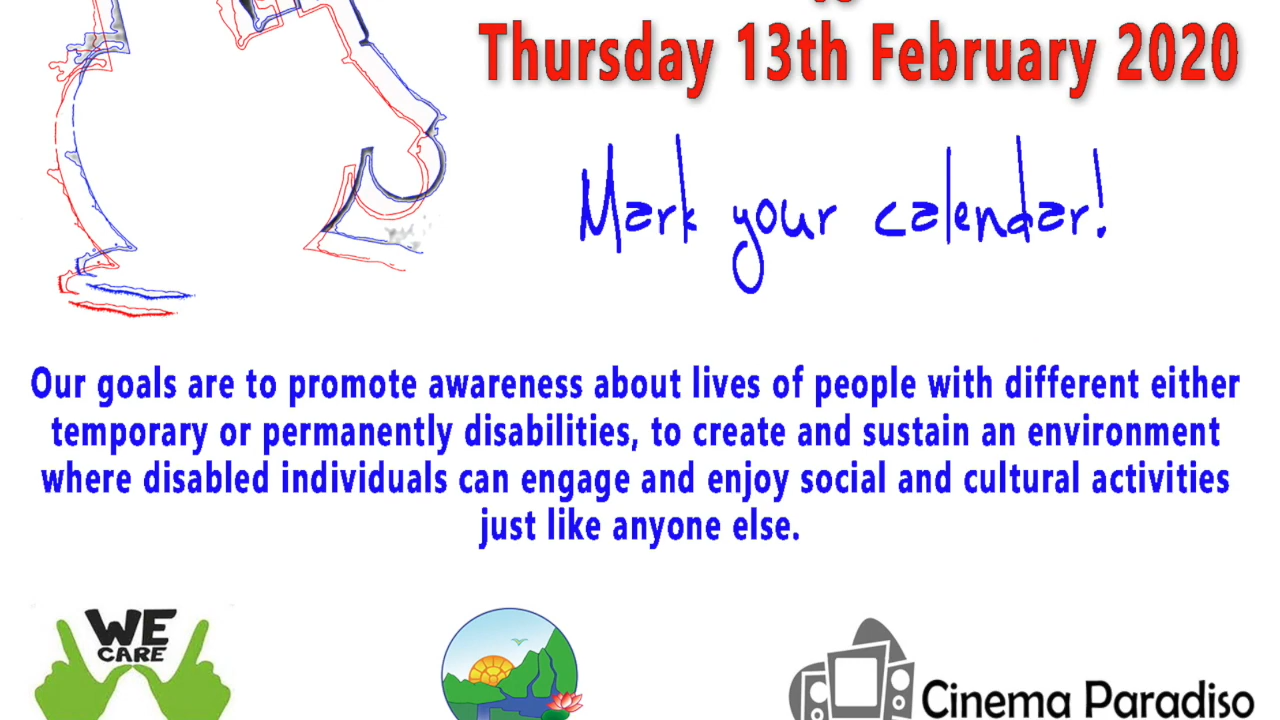 Thursday 13th February 2020
Mark your calendar!
Our goals are to promote awareness about lives of people with different either
temporary or permanently disabilities, to create and sustain an environment
where disabled individuals can engage and enjoy social and cultural activities
just like anyone else.
WE
CARE
Cinema Paradiso